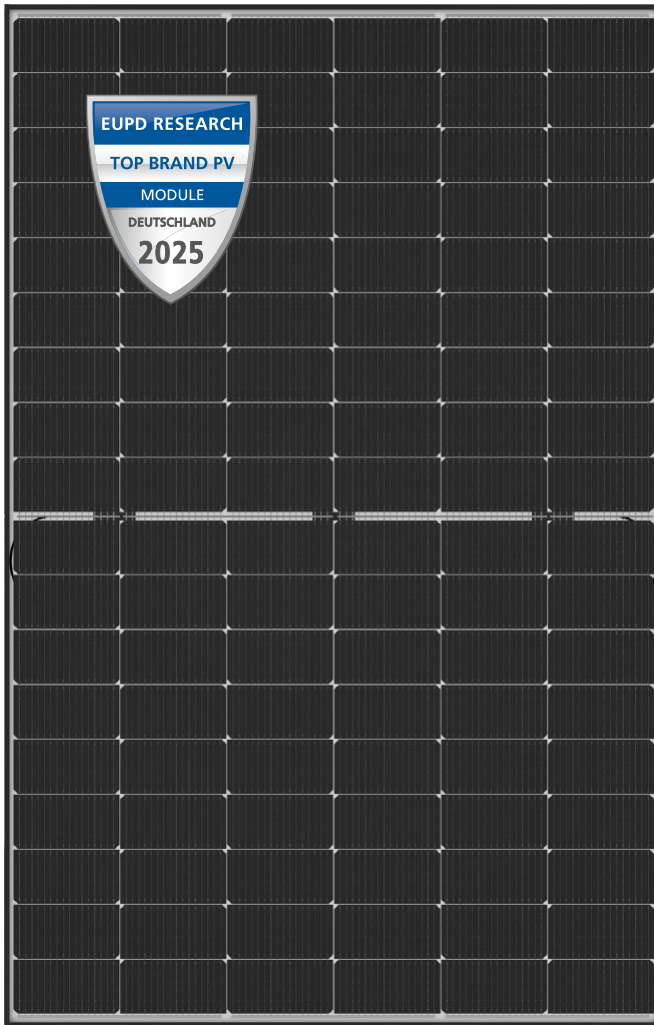 EUPD RESEARCH
TOP BRAND PV
MODULE
DEUTSCHLAND
2025